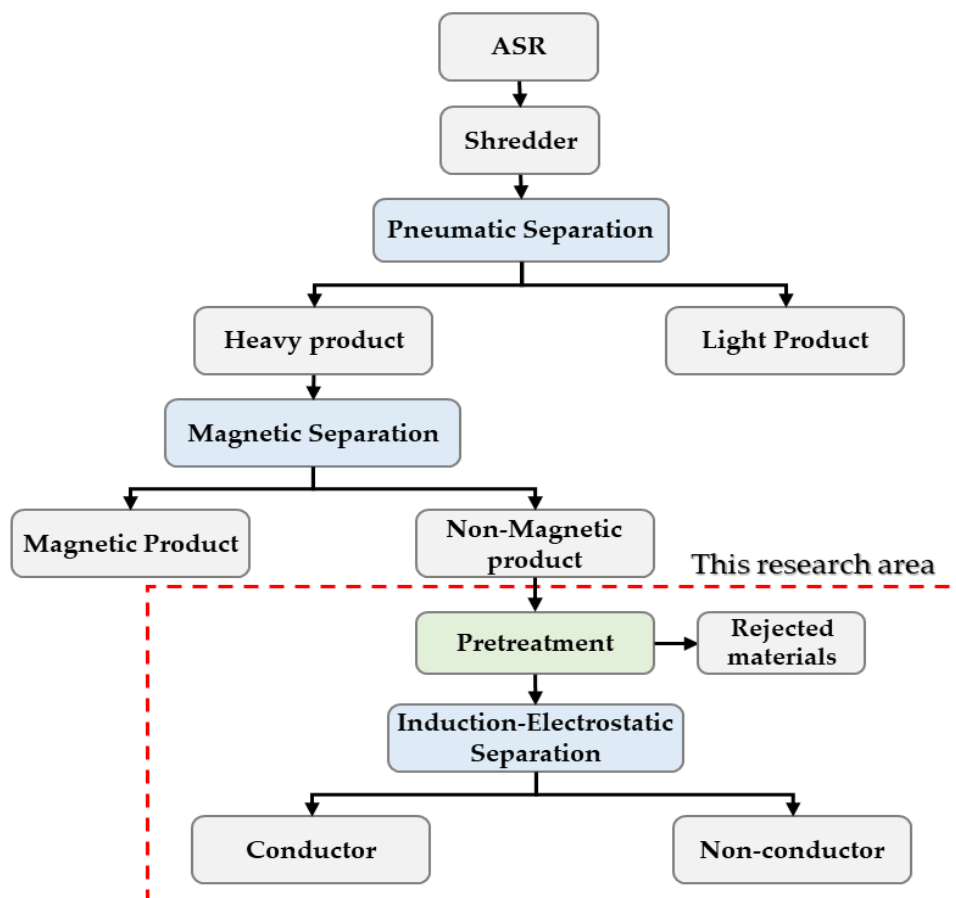 ASR
Shredder
Pneumatic Separation
Heavy product
Light Product
Magnetic Separation
Magnetic Product
Non-Magnetic
product
This research area
Pretreatment
Rejected
materials
Induction-Electrostatic
Separation
Conductor
Non-conductor